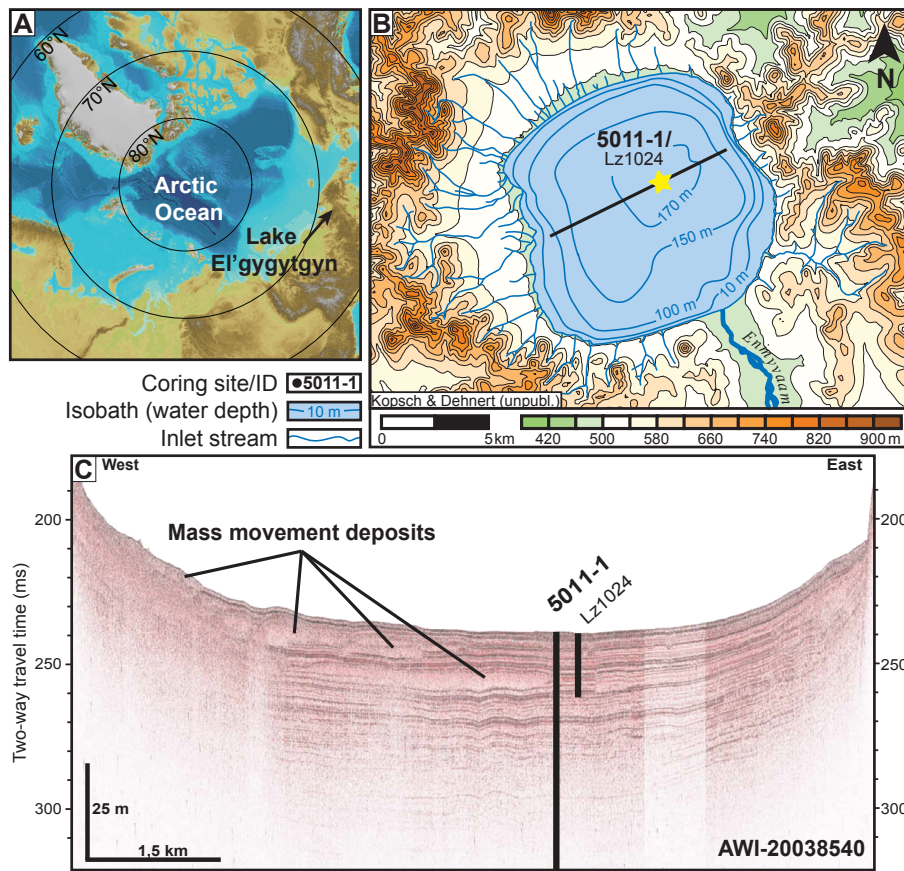 A
60°N
70°N
80°N
Arctic
Ocean
Lake
El'gygytgyn
B
N
5011-1/
Lz1024
170 m
150 m
100 m
10 m
Enmyvaam
Kopsch & Dehnert (unpubl.)
Coring site/ID
5011-1
Isobath (water depth)
10 m
Inlet stream
0
5 km
420
500
580
660
740
820
900 m
C
West
East
Mass movement deposits
5011-1
Lz1024
Two-way travel time (ms)
200
250
300
200
250
300
25 m
1,5 km
AWI-20038540